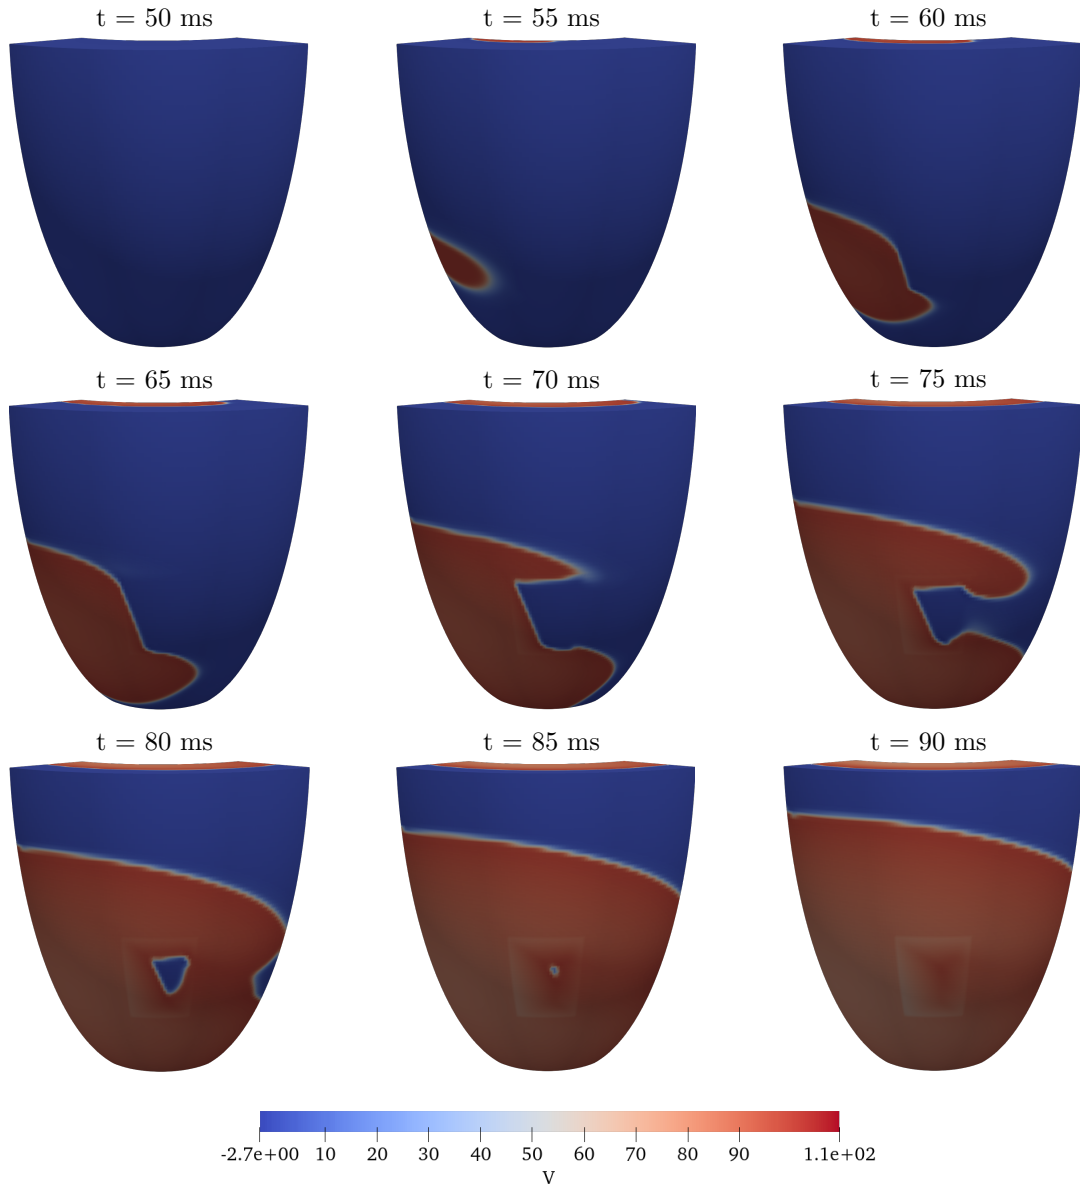 t = 50 ms
t = 55 ms
t = 60 ms
t = 65 ms
t = 70 ms
t = 75 ms
t = 80 ms
t = 85 ms
t = 90 ms
-2.7e+00 10 20 30 40 50 60 70 80 90 1.1e+02
V